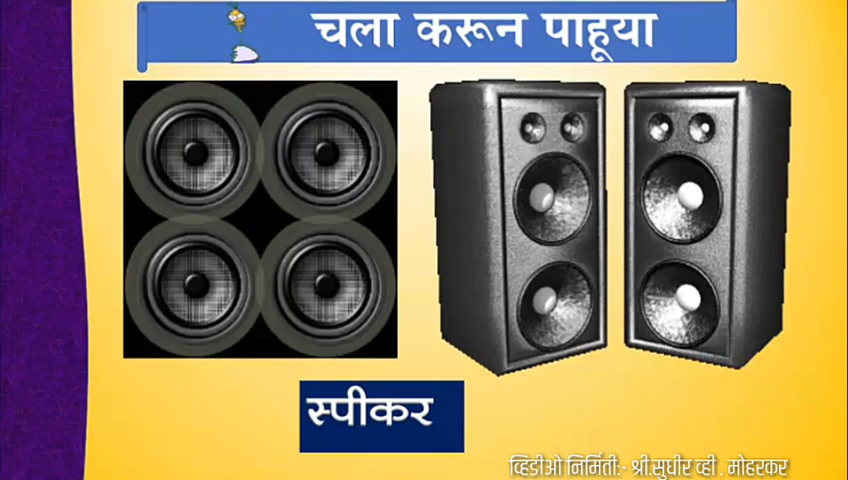 चला करून पाहूया
स्पीकर
व्हिडीओ निर्मिती:- श्री.सुधीर व्ही . मोहरकर